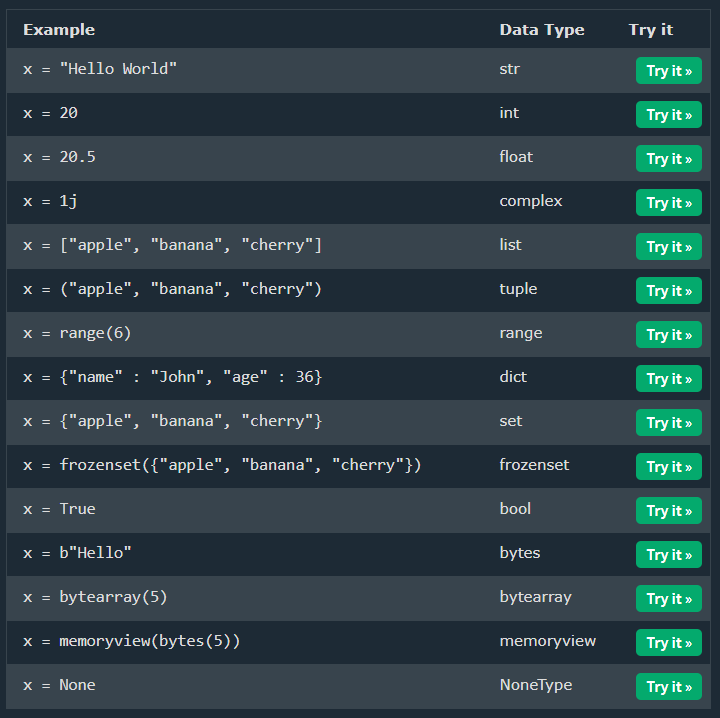 Example Data Type Try it
x = "Hello World" str Try it »
x = 20 int Try it »
x = 20.5 float Try it »
x = 1j complex Try it »
x = ["apple", "banana", "cherry"] list Try it »
x = ("apple", "banana", "cherry") tuple Try it »
x = range(6) range Try it »
x = {"name" : "John", "age" : 36} dict Try it »
x = {"apple", "banana", "cherry"} set Try it »
x = frozenset({"apple", "banana", "cherry"}) frozenset Try it »
x = True bool Try it »
x = b"Hello" bytes Try it »
x = bytearray(5) bytearray Try it »
x = memoryview(bytes(5)) memoryview Try it »
x = None NoneType Try it »